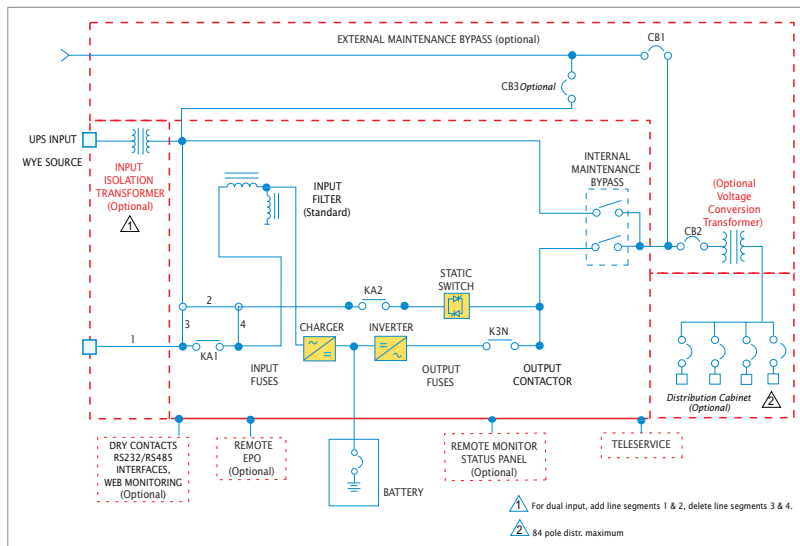 EXTERNAL MAINTENANCE BYPASS (optional)
CB1
CB3 Optional
UPS INPUT
WYE SOURCE
INPUT
ISOLATION
TRANSFORMER
(Optional)
1
INPUT
FILTER
(Standard)
INTERNAL
MAINTENANCE
BYPASS
(Optional
Voltage
Conversion
Transformer)
CB2
KA2
STATIC
SWITCH
2
3
4
1
KA1
INPUT
FUSES
CHARGER
INVERTER
OUTPUT
FUSES
K3N
OUTPUT
CONTACTOR
Distribution Cabinet
(Optional)
2
DRY CONTACTS
RS232/RS485
INTERFACES,
WEB MONITORING
(Optional)
REMOTE
EPO
(Optional)
BATTERY
REMOTE MONITOR
STATUS PANEL
(Optional)
TELESERVICE
1 For dual input, add line segments 1 & 2, delete line segments 3 & 4.
2 84 pole distr. maximum